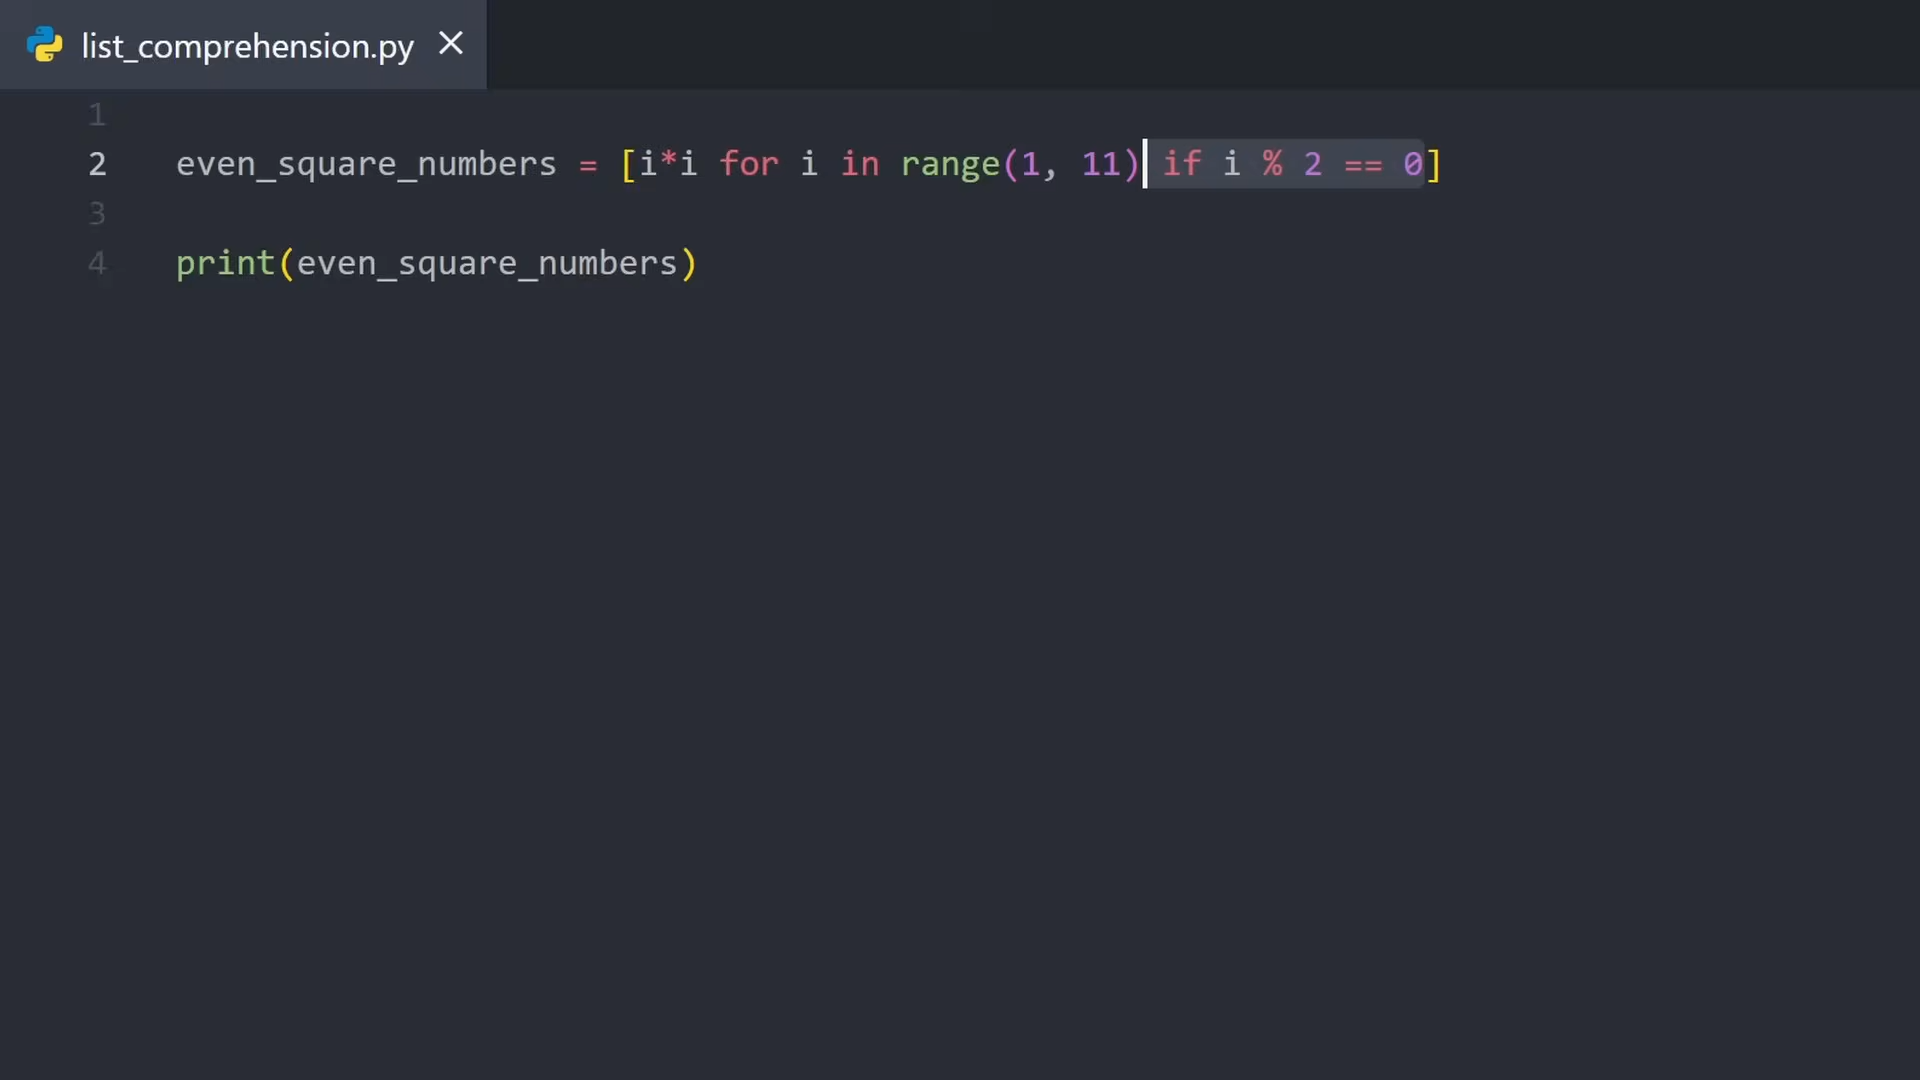 list_comprehension.py
1
2 even_square_numbers = [i*i for i in range(1, 11) if i % 2 == 0]
3
4 print(even_square_numbers)